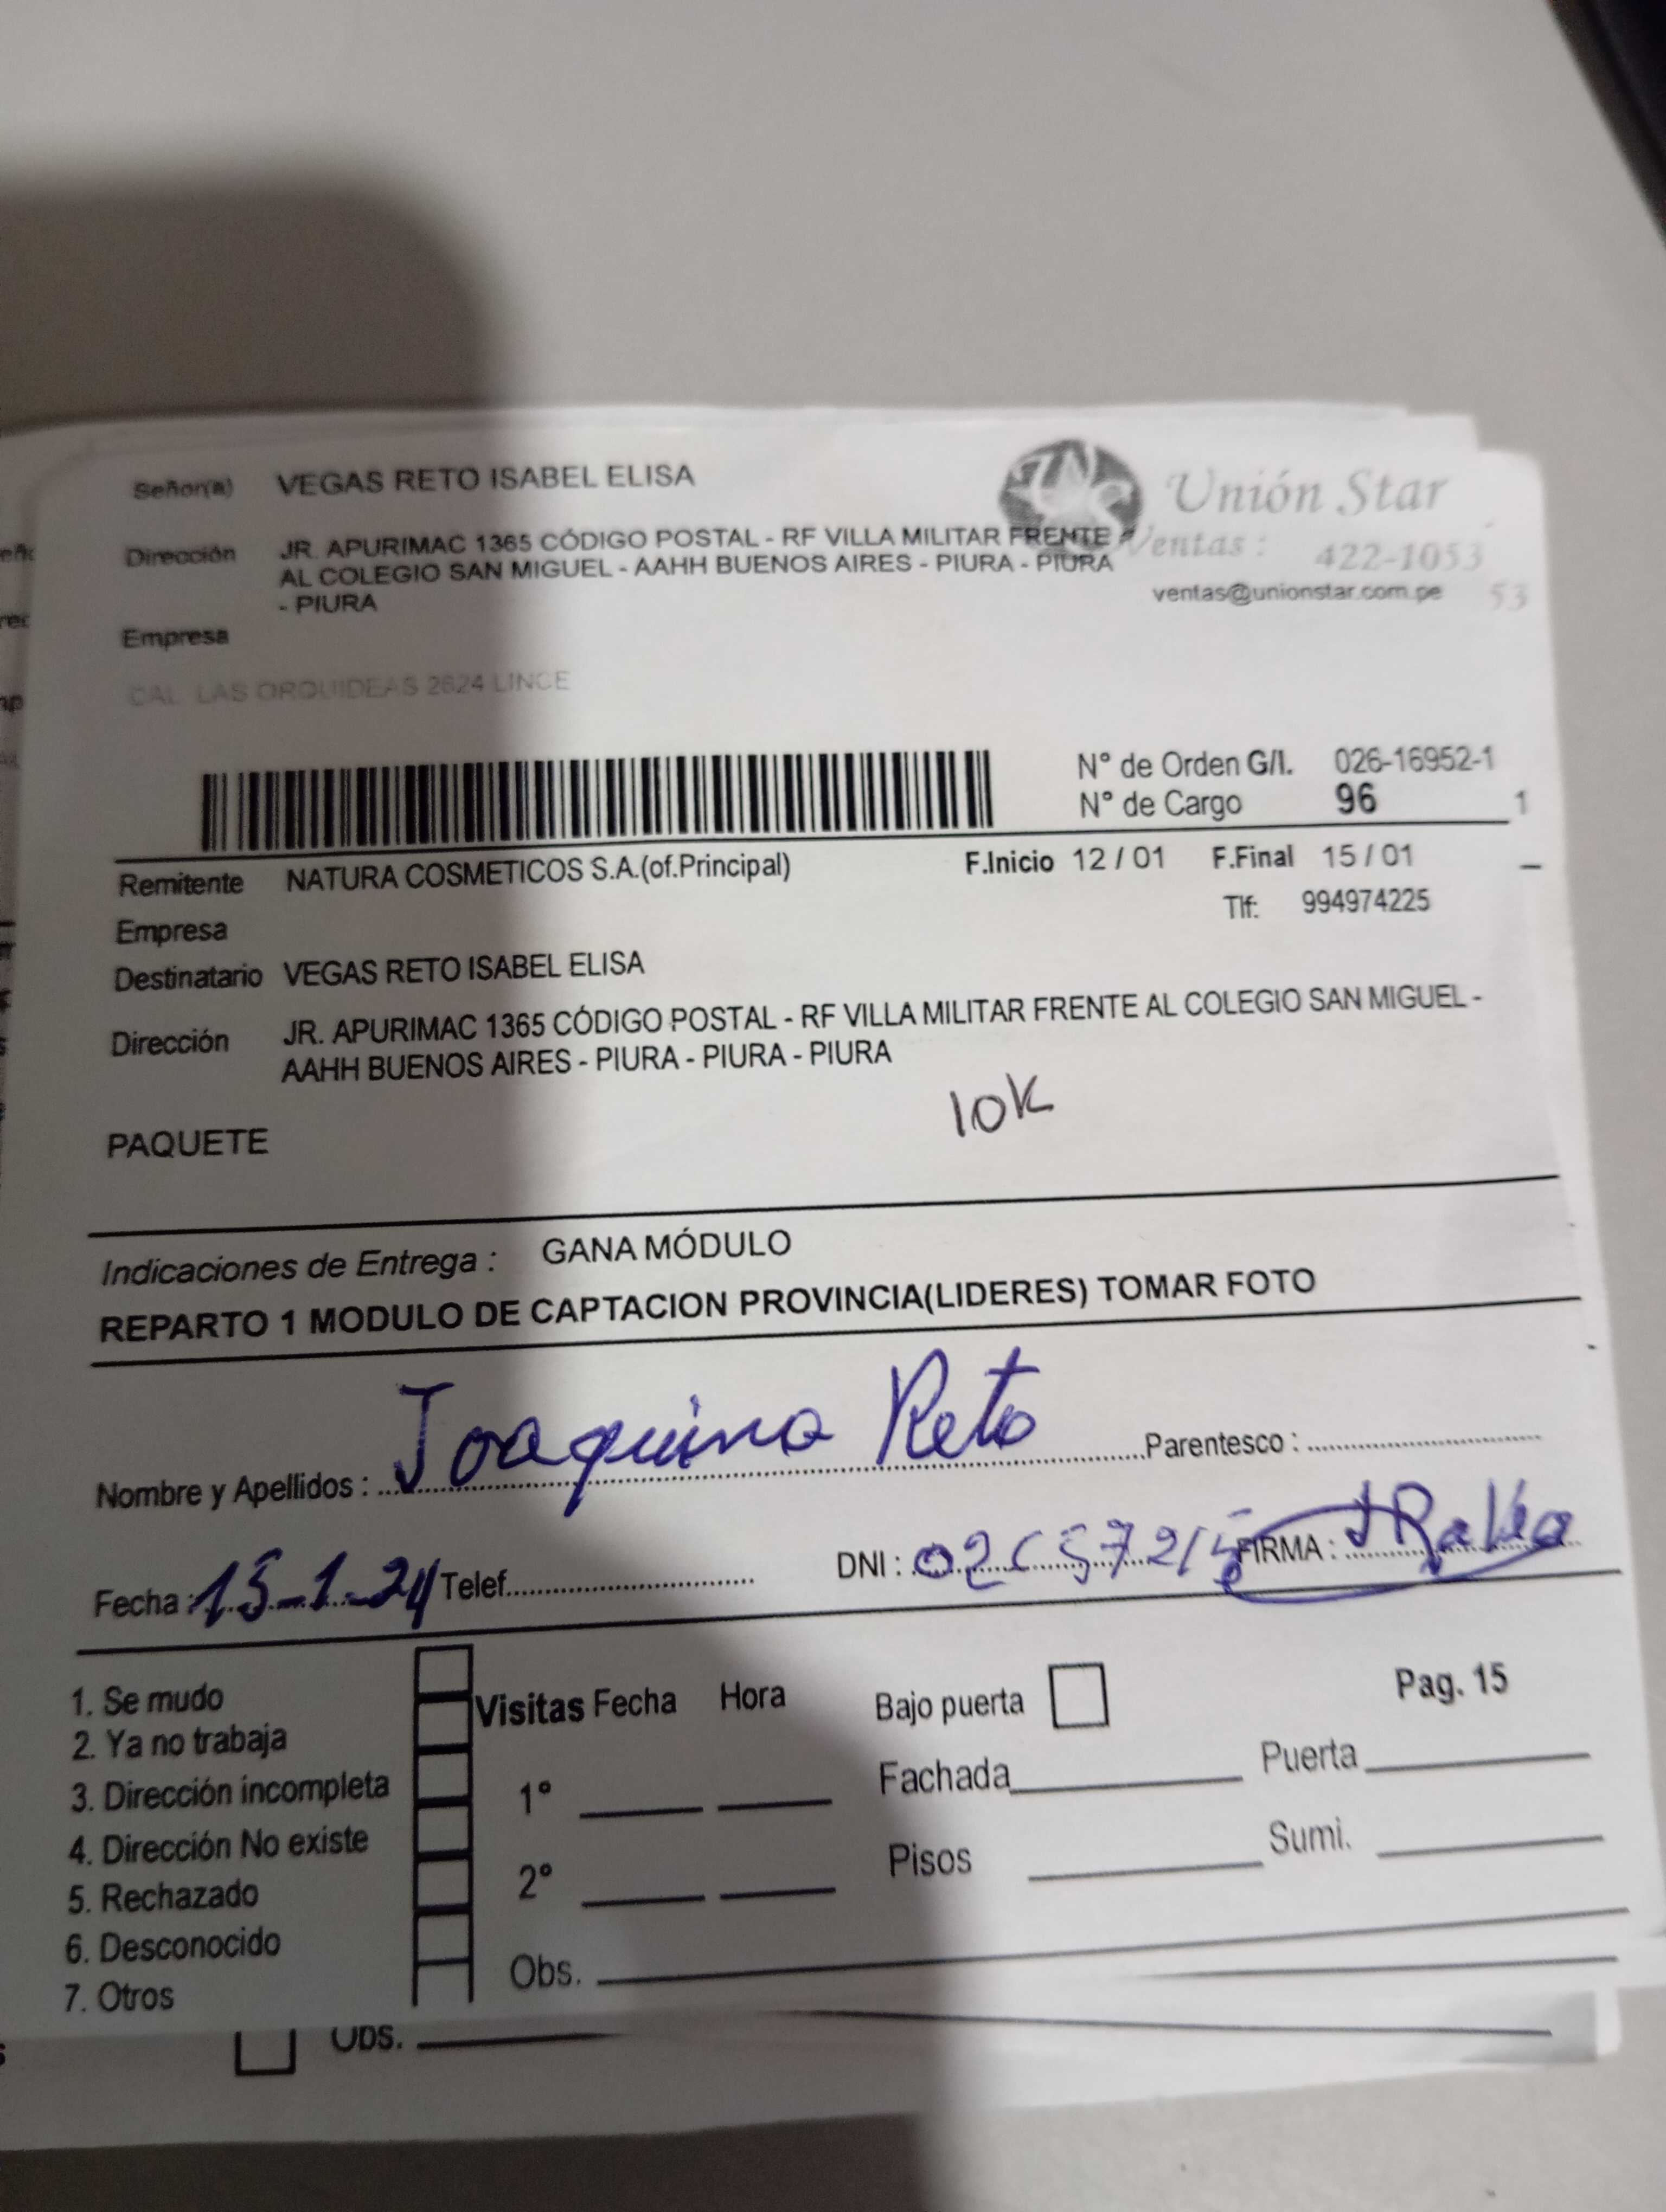 Señor(a) VEGAS RETO ISABEL ELISA
Unión Star
Dirección JR. APURIMAC 1365 CÓDIGO POSTAL - RF VILLA MILITAR FRENTE
AL COLEGIO SAN MIGUEL - AAHH BUENOS AIRES - PIURA - PIURA
- PIURA
Ventas : 422-1053
ventas@unionstar.com.pe 53
Empresa
CAL LAS ORQUIDEAS 2624 LINCE
N° de Orden G/I. 026-16952-1
N° de Cargo 96 1
Remitente NATURA COSMETICOS S.A.(of.Principal) F.Inicio 12 / 01 F.Final 15 / 01
Empresa Tlf: 994974225
Destinatario VEGAS RETO ISABEL ELISA
Dirección JR. APURIMAC 1365 CÓDIGO POSTAL - RF VILLA MILITAR FRENTE AL COLEGIO SAN MIGUEL -
AAHH BUENOS AIRES - PIURA - PIURA - PIURA
10K
PAQUETE
Indicaciones de Entrega : GANA MÓDULO
REPARTO 1 MODULO DE CAPTACION PROVINCIA(LIDERES) TOMAR FOTO
Nombre y Apellidos : Joaquina Reto Parentesco :
Fecha : 15-1-24 Telef. DNI : FIRMA :
1. Se mudo
2. Ya no trabaja
3. Dirección incompleta
4. Dirección No existe
5. Rechazado
6. Desconocido
7. Otros
Visitas Fecha Hora
1°
2°
Obs.
Bajo puerta Pag. 15
Fachada Puerta
Pisos Sumi.
Obs.